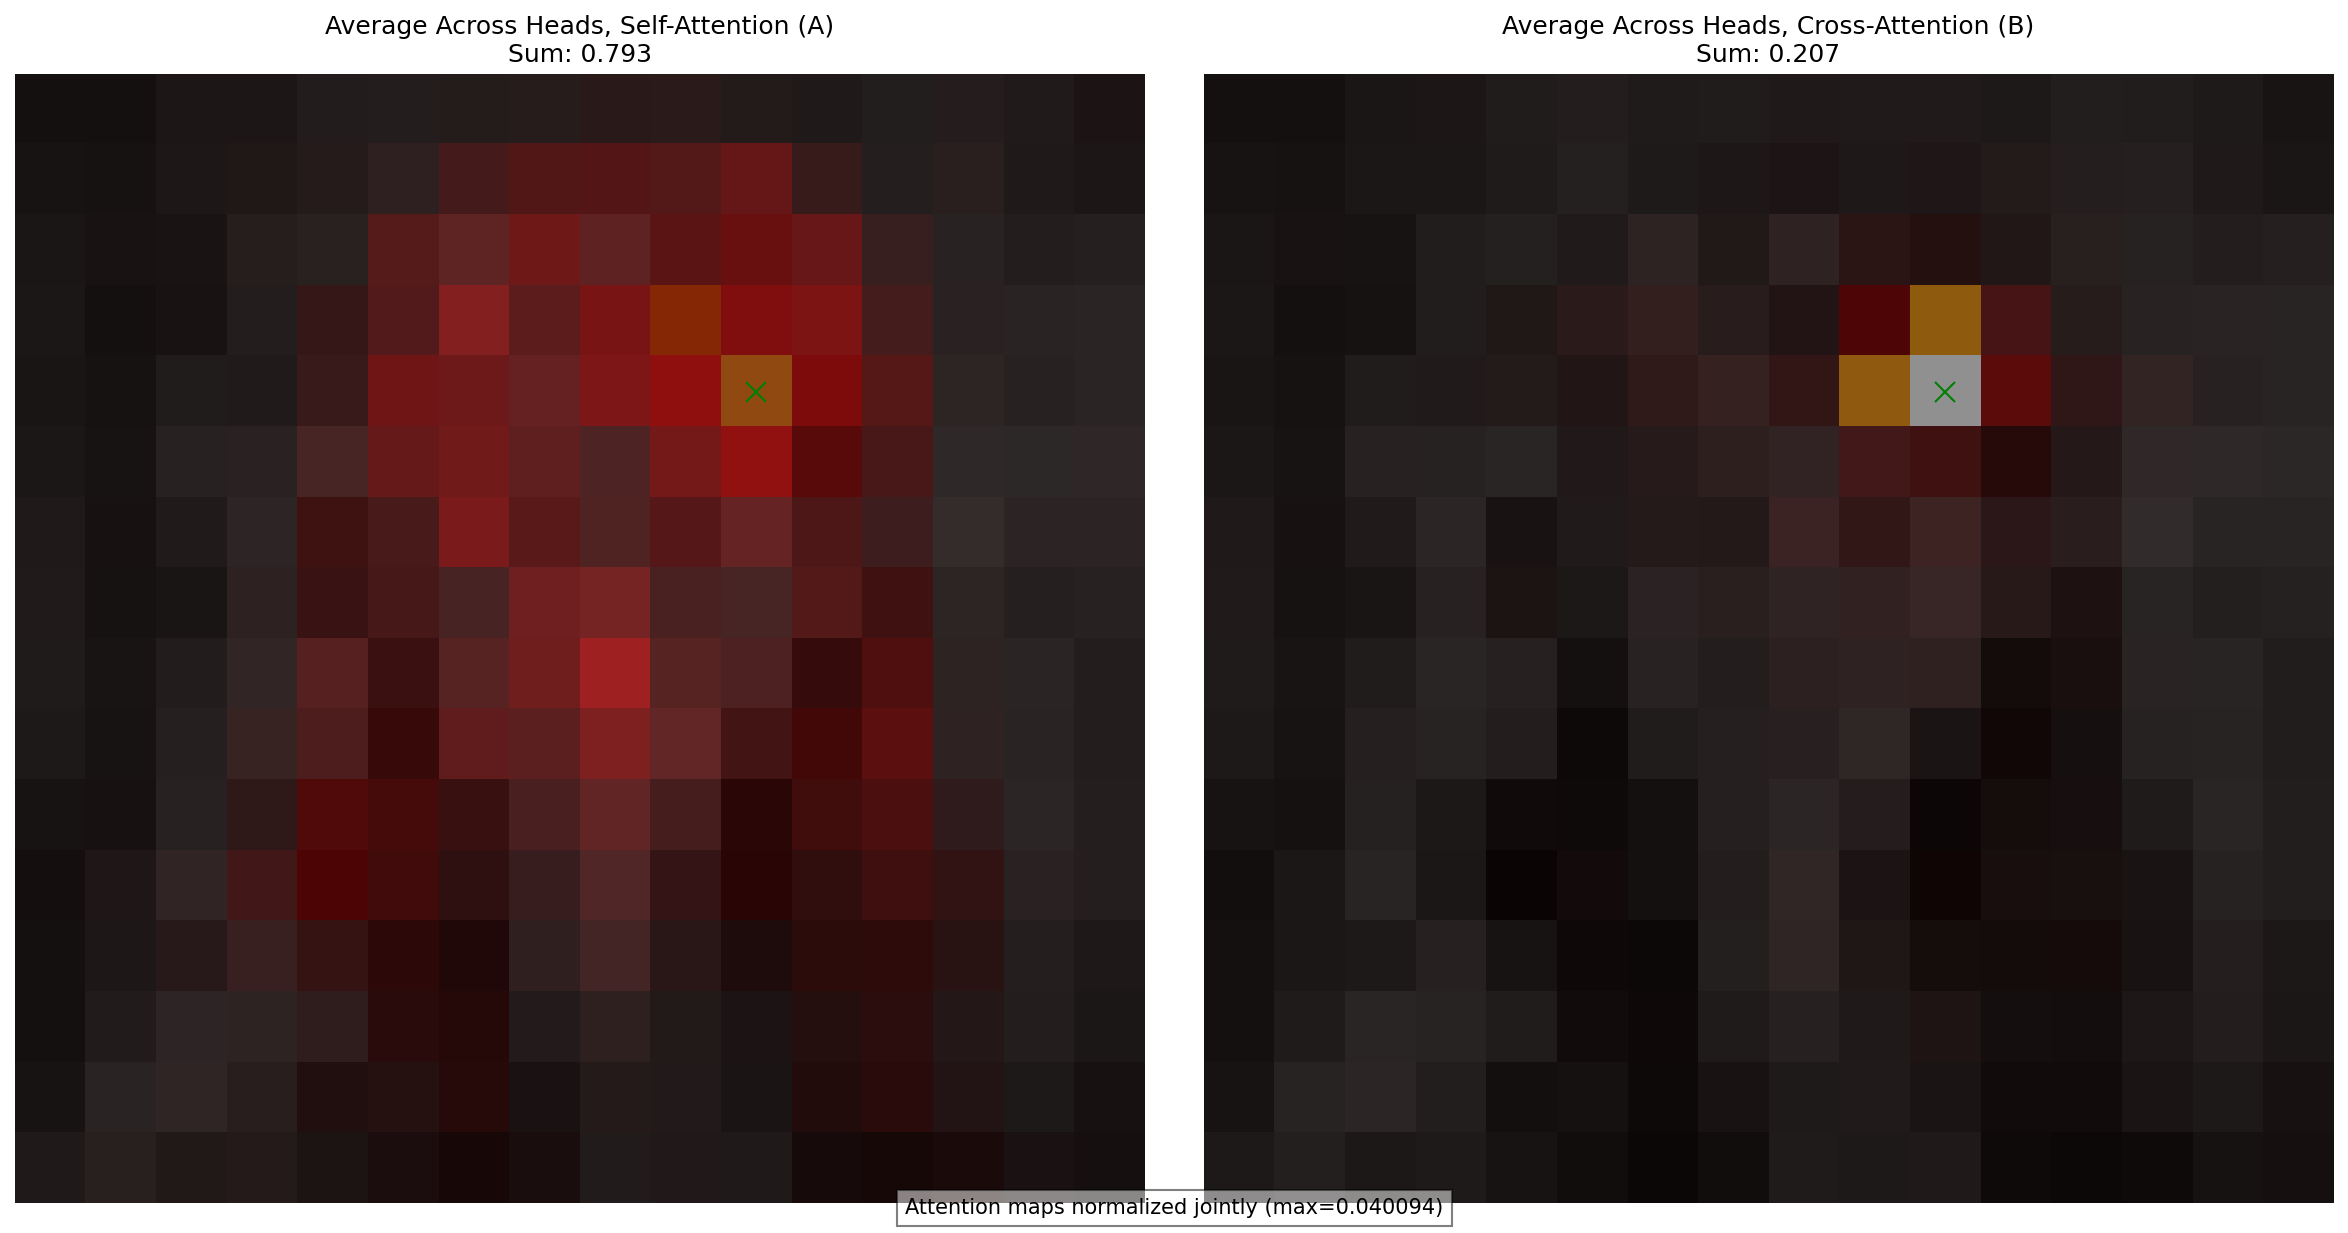 Average Across Heads, Self-Attention (A)
Sum: 0.793
Average Across Heads, Cross-Attention (B)
Sum: 0.207
Attention maps normalized jointly (max=0.040094)